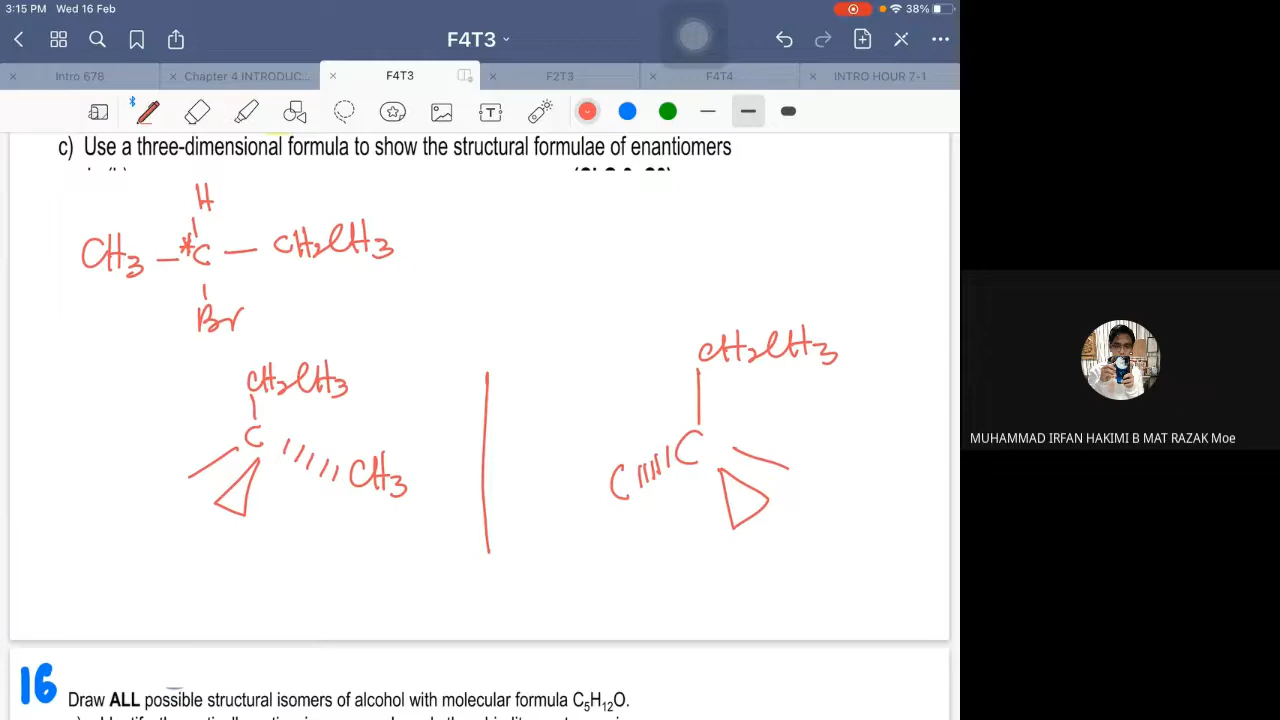 3:15 PM Wed 16 Feb
38%
F4T3
Intro 678
Chapter 4 INTRODUC...
F4T3
F2T3
F4T4
INTRO HOUR 7-1
T
c) Use a three-dimensional formula to show the structural formulae of enantiomers
H
CH3 – *C – CH2CH3
Br
CH2CH3
CH2CH3
C
C
C
CH3
MUHAMMAD IRFAN HAKIMI B MAT RAZAK Moe
16
Draw ALL possible structural isomers of alcohol with molecular formula C₅H₁₂O.